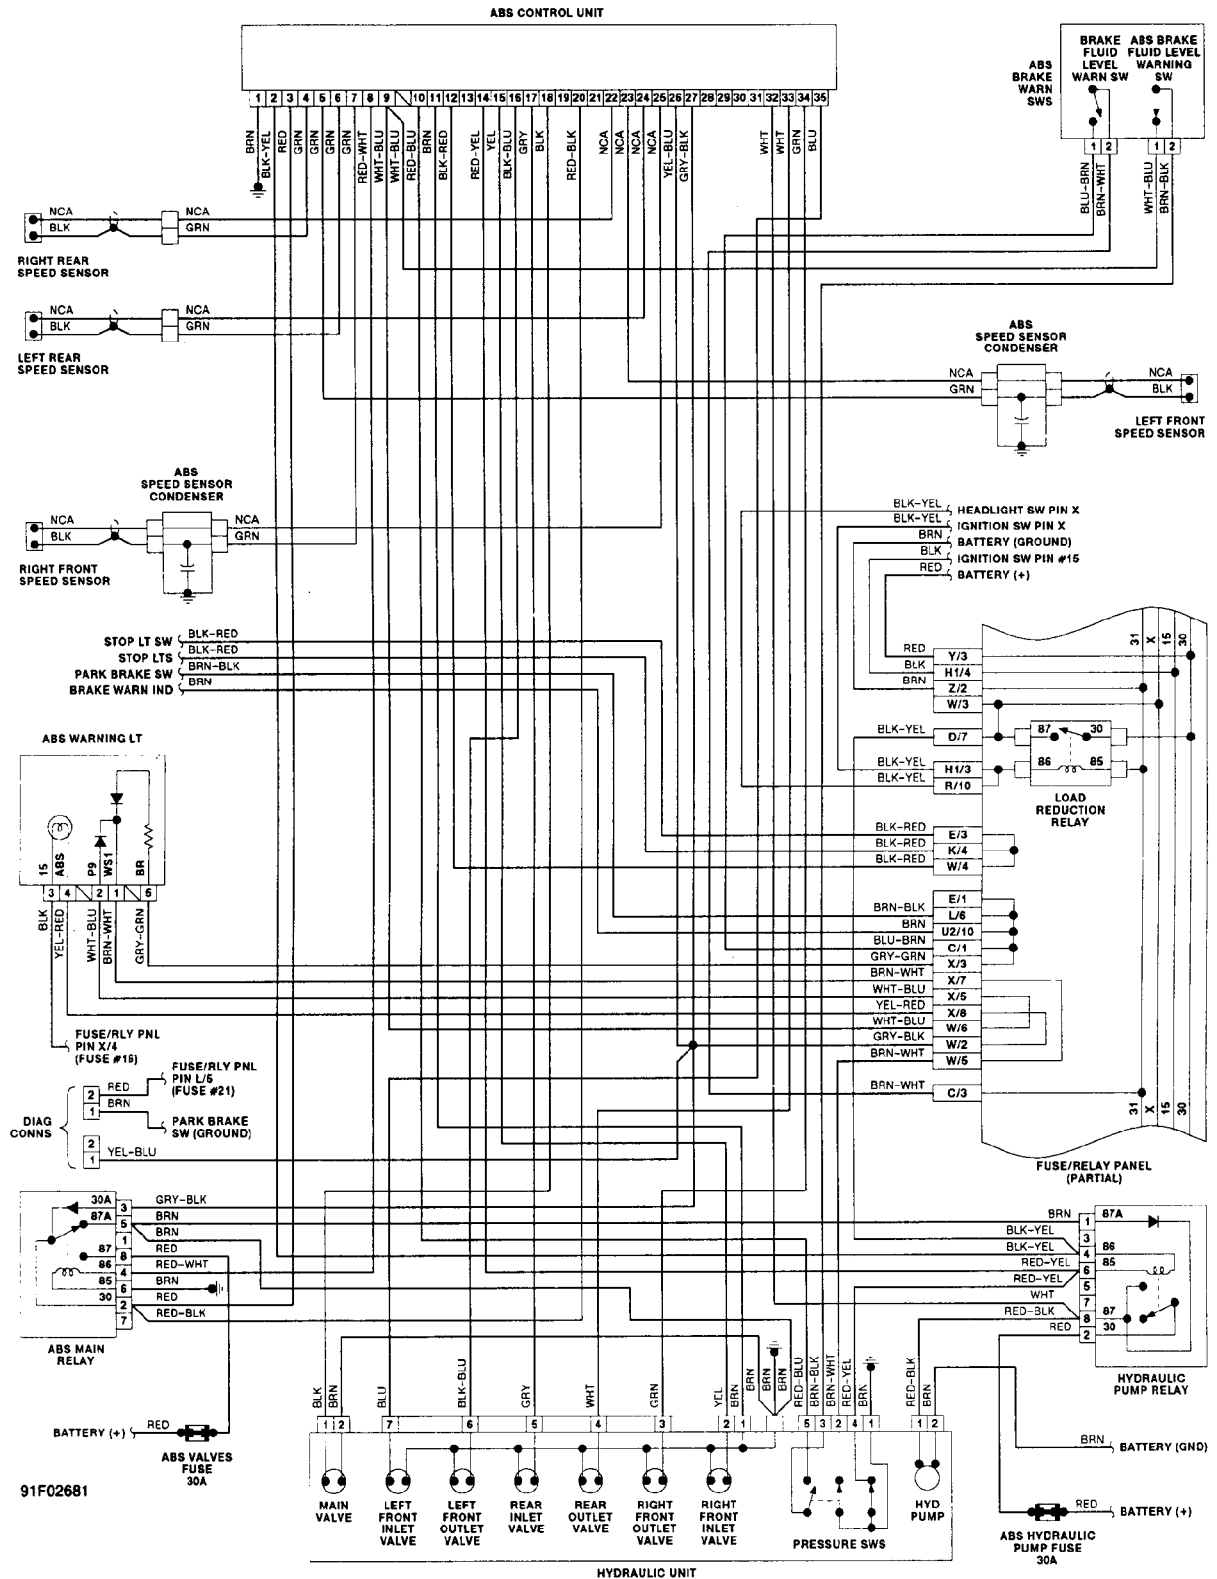 ABS CONTROL UNIT
1 2 3 4 5 6 7 8 9 10 11 12 13 14 15 16 17 18 19 20 21 22 23 24 25 26 27 28 29 30 31 32 33 34 35
BRN
BLK-YEL
RED
GRN
GRN
GRN
GRN
RED-WHT
WHT-BLU
WHT-BLU
RED-BLU
BRN
BLK-RED
RED-YEL
YEL
BLK-BLU
GRY
BLK
RED-BLK
NCA
NCA
NCA
NCA
YEL-BLU
GRY-BLK
WHT
WHT
GRN
BLU
ABS
BRAKE
WARN
SWS
BRAKE
FLUID
LEVEL
WARN SW
ABS BRAKE
FLUID LEVEL
WARNING
SW
1 2 1 2
BLU-BRN
BRN-WHT
WHT-BLU
BRN-BLK
NCA NCA
BLK GRN
RIGHT REAR
SPEED SENSOR
NCA NCA
BLK GRN
LEFT REAR
SPEED SENSOR
ABS
SPEED SENSOR
CONDENSER
NCA NCA
GRN BLK
LEFT FRONT
SPEED SENSOR
ABS
SPEED SENSOR
CONDENSER
NCA NCA
BLK GRN
RIGHT FRONT
SPEED SENSOR
BLK-YEL HEADLIGHT SW PIN X
BLK-YEL IGNITION SW PIN X
BRN BATTERY (GROUND)
BLK IGNITION SW PIN #15
RED BATTERY (+)
STOP LT SW BLK-RED
STOP LTS BLK-RED
PARK BRAKE SW BRN-BLK
BRAKE WARN IND BRN
31 X 15 30
RED Y/3
BLK H1/4
BRN Z/2
W/3
BLK-YEL D/7
BLK-YEL H1/3
BLK-YEL R/10
87 30
86 85
LOAD
REDUCTION
RELAY
BLK-RED E/3
BLK-RED K/4
BLK-RED W/4
E/1
BRN-BLK L/6
BRN U2/10
BLU-BRN C/1
GRY-GRN X/3
BRN-WHT X/7
WHT-BLU X/5
YEL-RED X/8
WHT-BLU W/6
GRY-BLK W/2
BRN-WHT W/5
BRN-WHT C/3
31 X 15 30
FUSE/RELAY PANEL
(PARTIAL)
ABS WARNING LT
15
ABS
P9
WS1
BR
3 4 2 1 5
BLK
YEL-RED
WHT-BLU
BRN-WHT
GRY-GRN
FUSE/RLY PNL
PIN X/4
(FUSE #16)
FUSE/RLY PNL
PIN L/5
(FUSE #21)
DIAG
CONNS
2 RED
1 BRN
PARK BRAKE
SW (GROUND)
2
1 YEL-BLU
30A 3 GRY-BLK
87A 5 BRN
1 BRN
87 8 RED
86 4 RED-WHT
85 6 BRN
30 2 RED
7 RED-BLK
ABS MAIN
RELAY
BRN 1 87A
BLK-YEL 3
BLK-YEL 4 86
RED-YEL 6 85
RED-YEL 5
WHT 7
RED-BLK 8 87
RED 2 30
HYDRAULIC
PUMP RELAY
BATTERY (+) RED
ABS VALVES
FUSE
30A
BLK
BRN
BLU
BLK-BLU
GRY
WHT
GRN
YEL
BRN
BRN
BRN
BRN
RED-BLU
BRN-BLK
BRN-WHT
RED-YEL
BRN
RED-BLK
BRN
1 2 7 6 5 4 3 2 1 5 3 2 4 1 1 2
MAIN
VALVE
LEFT
FRONT
INLET
VALVE
LEFT
FRONT
OUTLET
VALVE
REAR
INLET
VALVE
REAR
OUTLET
VALVE
RIGHT
FRONT
OUTLET
VALVE
RIGHT
FRONT
INLET
VALVE
PRESSURE SWS
HYD
PUMP
HYDRAULIC UNIT
BRN BATTERY (GND)
RED BATTERY (+)
ABS HYDRAULIC
PUMP FUSE
30A
91F02681